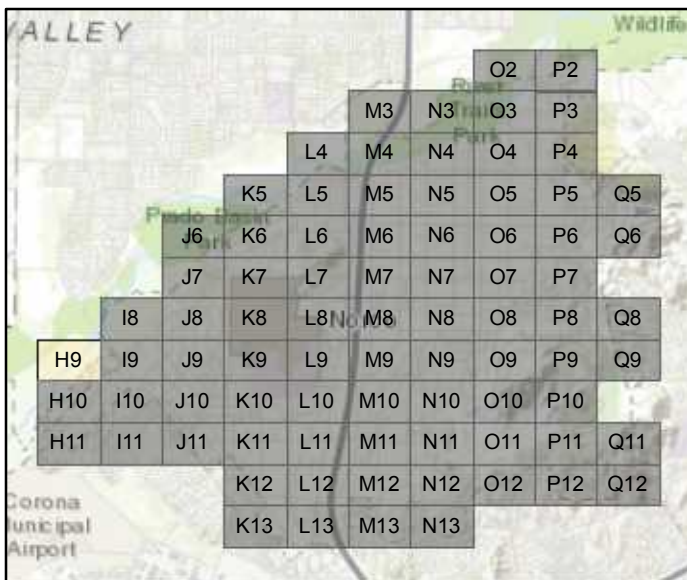 VALLEY
Wildlife
O2 P2
River
M3 N3 O3 P3
Trails
Park
L4 M4 N4 O4 P4
K5 L5 M5 N5 O5 P5 Q5
Prado Basin
Park
J6 K6 L6 M6 N6 O6 P6 Q6
J7 K7 L7 M7 N7 O7 P7
I8 J8 K8 L8 M8 N8 O8 P8 Q8
Norco
H9 I9 J9 K9 L9 M9 N9 O9 P9 Q9
H10 I10 J10 K10 L10 M10 N10 O10 P10
H11 I11 J11 K11 L11 M11 N11 O11 P11 Q11
K12 L12 M12 N12 O12 P12 Q12
Corona
Municipal
Airport
K13 L13 M13 N13